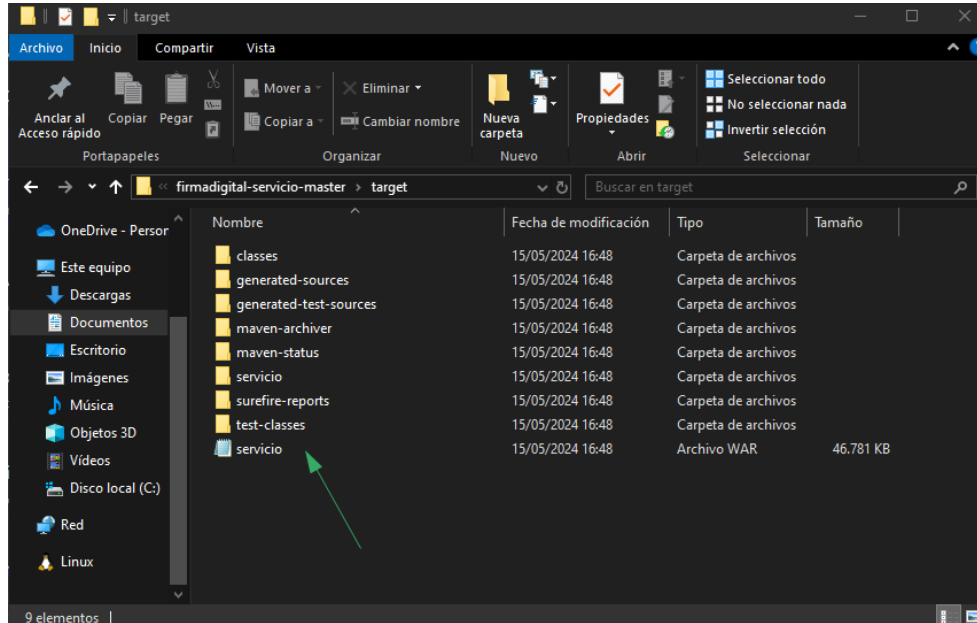 target
Archivo Inicio Compartir Vista
Anclar al Acceso rápido
Copiar
Pegar
Mover a
Copiar a
Eliminar
Cambiar nombre
Nueva carpeta
Propiedades
Seleccionar todo
No seleccionar nada
Invertir selección
Portapapeles Organizar Nuevo Abrir Seleccionar
« firmadigital-servicio-master > target
Buscar en target
OneDrive - Person
Este equipo
Descargas
Documentos
Escritorio
Imágenes
Música
Objetos 3D
Vídeos
Disco local (C:)
Red
Linux
Nombre Fecha de modificación Tipo Tamaño
classes 15/05/2024 16:48 Carpeta de archivos
generated-sources 15/05/2024 16:48 Carpeta de archivos
generated-test-sources 15/05/2024 16:48 Carpeta de archivos
maven-archiver 15/05/2024 16:48 Carpeta de archivos
maven-status 15/05/2024 16:48 Carpeta de archivos
servicio 15/05/2024 16:48 Carpeta de archivos
surefire-reports 15/05/2024 16:48 Carpeta de archivos
test-classes 15/05/2024 16:48 Carpeta de archivos
servicio 15/05/2024 16:48 Archivo WAR 46.781 KB
9 elementos